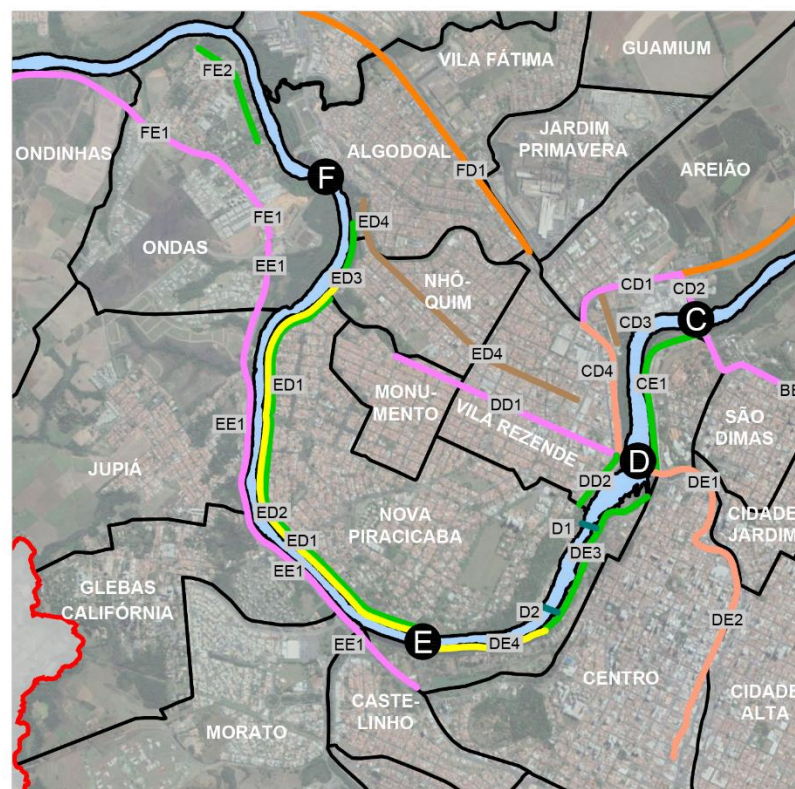 VILA FÁTIMA
GUAMIUM
FE2
FE1
ONDINHAS
F
ALGODOAL
FD1
JARDIM
PRIMAVERA
AREIÃO
FE1
ONDAS
EE1
ED4
ED3
NHÔ-
QUIM
CD1
CD2
C
CD3
ED4
CD4
CE1
BE
ED1
MONU-
MENTO
DD1
VILA REZENDE
SÃO
DIMAS
EE1
JUPIÁ
D
DD2
DE1
CIDADE
JARDIM
ED2
ED1
NOVA
PIRACICABA
D1
DE3
EE1
GLEBAS
CALIFÓRNIA
D2
DE2
EE1
E
DE4
CENTRO
CASTE-
LINHO
MORATO
CIDADE
ALTA